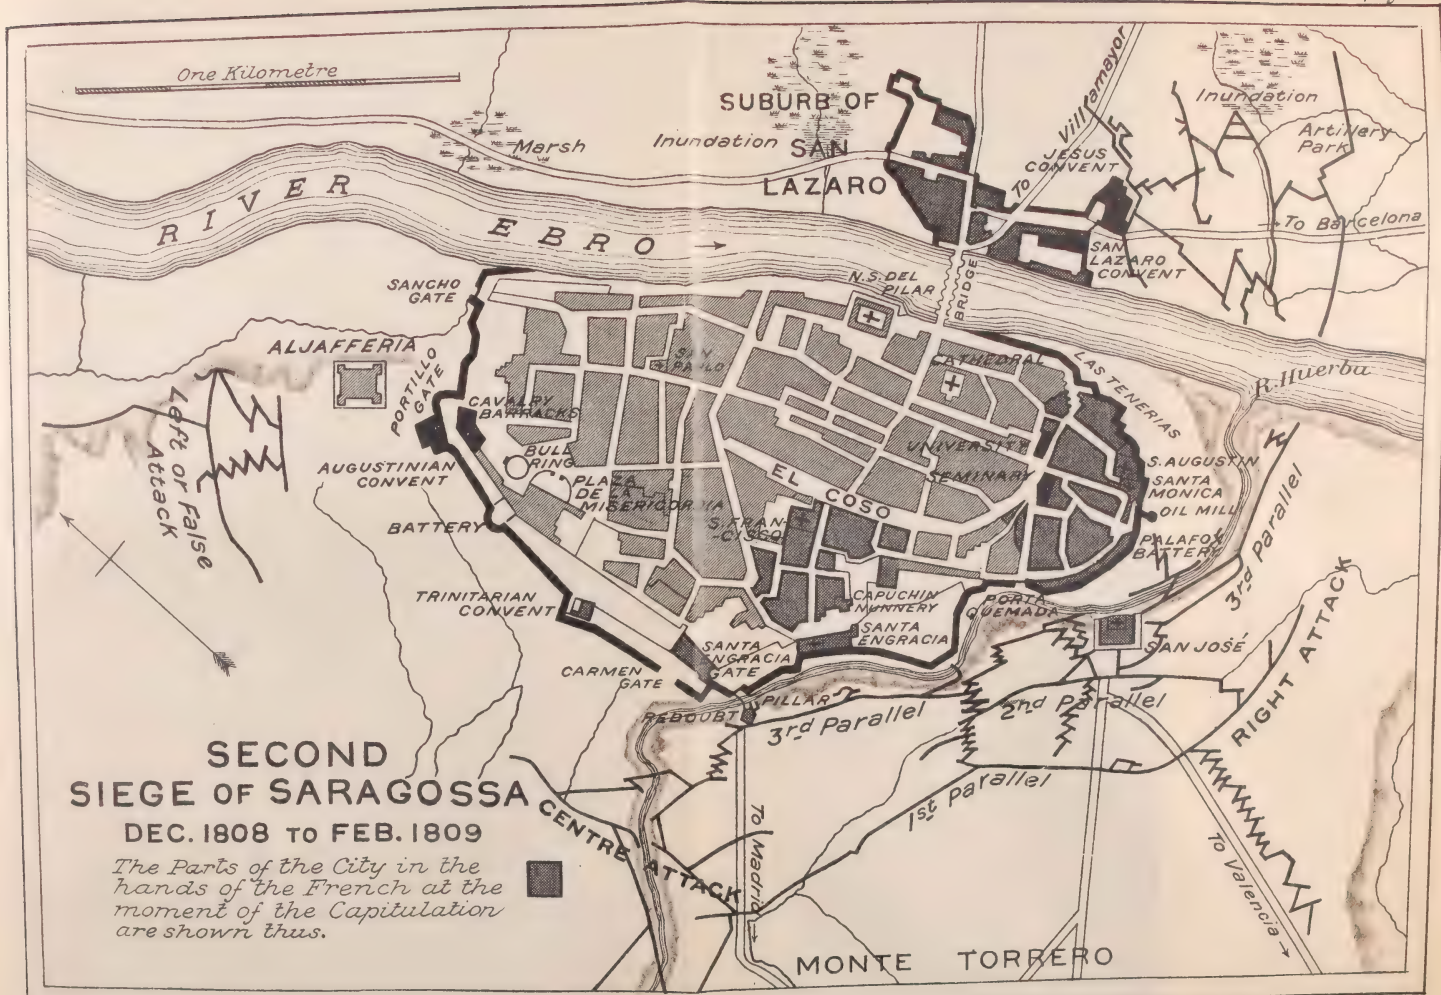 One Kilometre
SUBURB OF
SAN
LAZARO
Inundation
Marsh
To Villamayor
JESUS
CONVENT
Inundation
Artillery
Park
To Barcelona
RIVER EBRO
SAN
LAZARO
CONVENT
SANCHO
GATE
N.S. DEL
PILAR
BRIDGE
ALJAFFERIA
PORTILLO
GATE
SAN
PABLO
CATHEDRAL
LAS TENERIAS
R. Huerba
Left or False
Attack
CAVALRY
BARRACKS
AUGUSTINIAN
CONVENT
BULL
RING
PLAZA
DE LA
MISERICORDIA
UNIVERSITY
SEMINARY
EL COSO
S. AUGUSTIN
SANTA
MONICA
OIL MILL
BATTERY
S. FRAN-
-CISCO
PALAFOX
BATTERY
3rd Parallel
TRINITARIAN
CONVENT
CAPUCHIN
NUNNERY
PORTA
QUEMADA
SANTA
ENGRACIA
SANTA
ENGRACIA
GATE
SAN JOSÉ
CARMEN
GATE
PILLAR
REDOUBT
3rd Parallel
2nd Parallel
1st Parallel
RIGHT ATTACK
SECOND
SIEGE OF SARAGOSSA
DEC. 1808 TO FEB. 1809
The Parts of the City in the
hands of the French at the
moment of the Capitulation
are shown thus.
CENTRE ATTACK
To Madrid
To Valencia
MONTE TORRERO